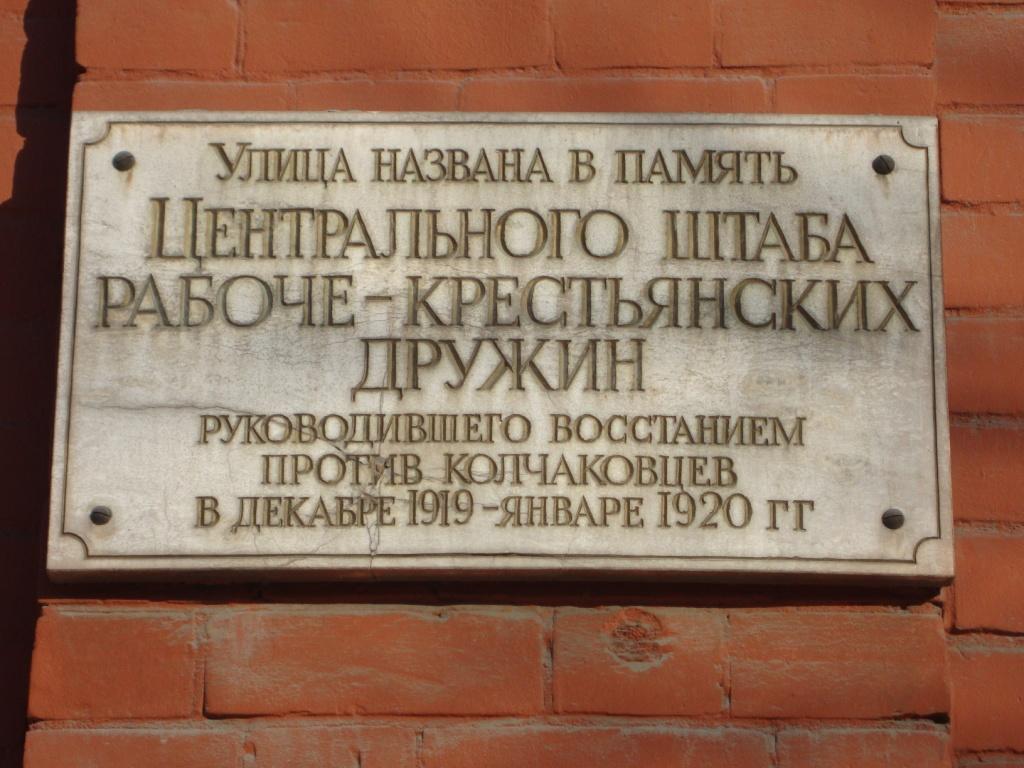 Улица названа в память
Центрального штаба
рабоче-крестьянских
дружин
руководившего восстанием
против колчаковцев
в декабре 1919-январе 1920 гг